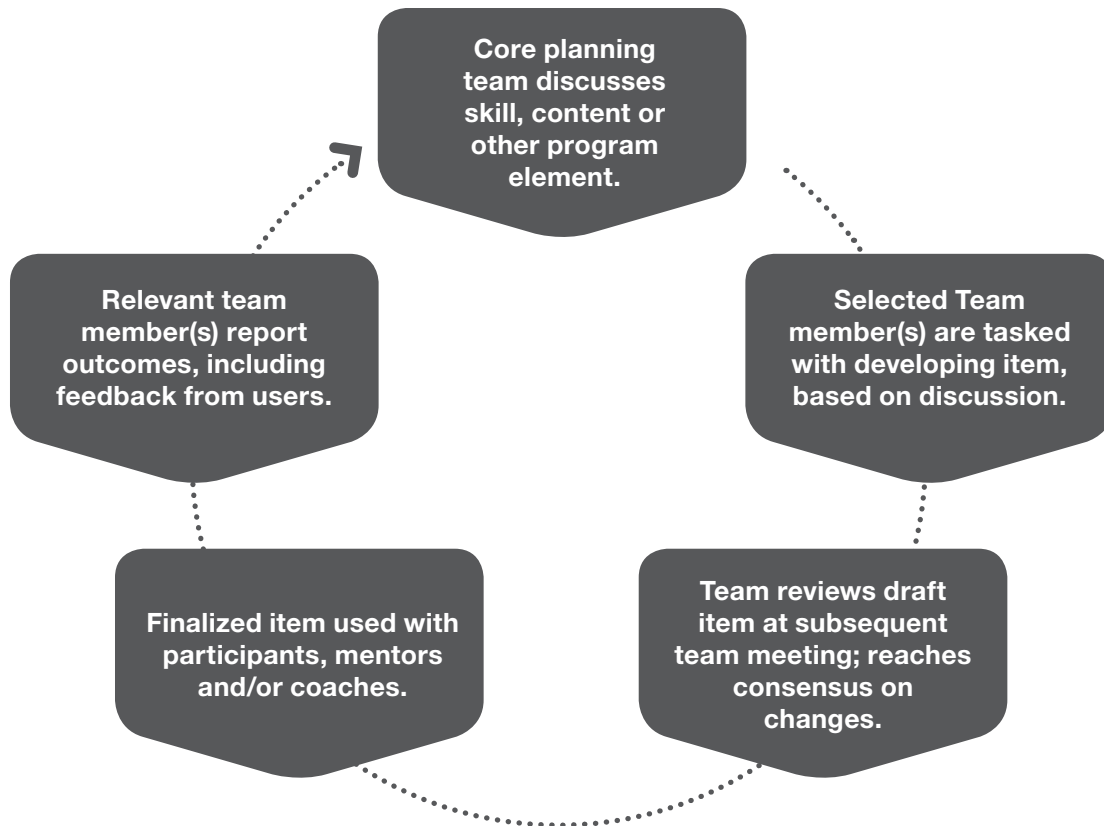 Core planning
team discusses
skill, content or
other program
element.
Selected Team
member(s) are tasked
with developing item,
based on discussion.
Team reviews draft
item at subsequent
team meeting; reaches
consensus on
changes.
Finalized item used with
participants, mentors
and/or coaches.
Relevant team
member(s) report
outcomes, including
feedback from users.